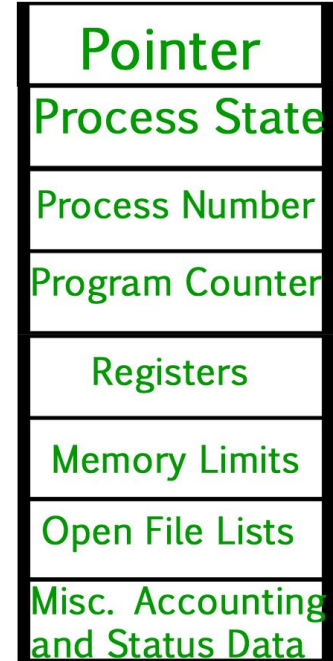 Pointer
Process State
Process Number
Program Counter
Registers
Memory Limits
Open File Lists
Misc. Accounting
and Status Data